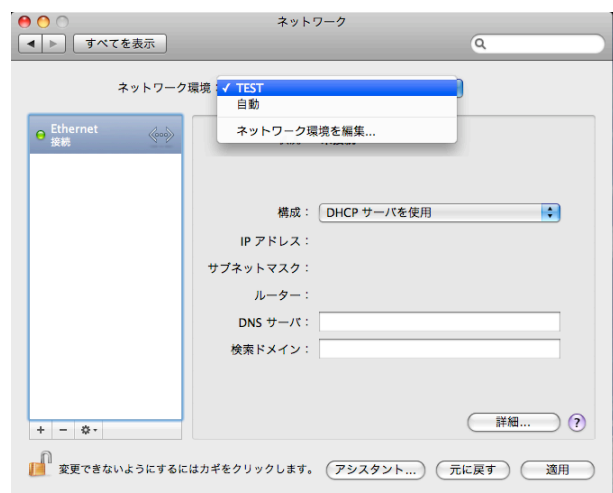 ネットワーク
すべてを表示
ネットワーク環境：
✓ TEST
自動
ネットワーク環境を編集...
Ethernet
接続
構成： DHCP サーバを使用
IP アドレス：
サブネットマスク：
ルーター：
DNS サーバ：
検索ドメイン：
詳細... ?
+ −
変更できないようにするにはカギをクリックします。 アシスタント... 元に戻す 適用